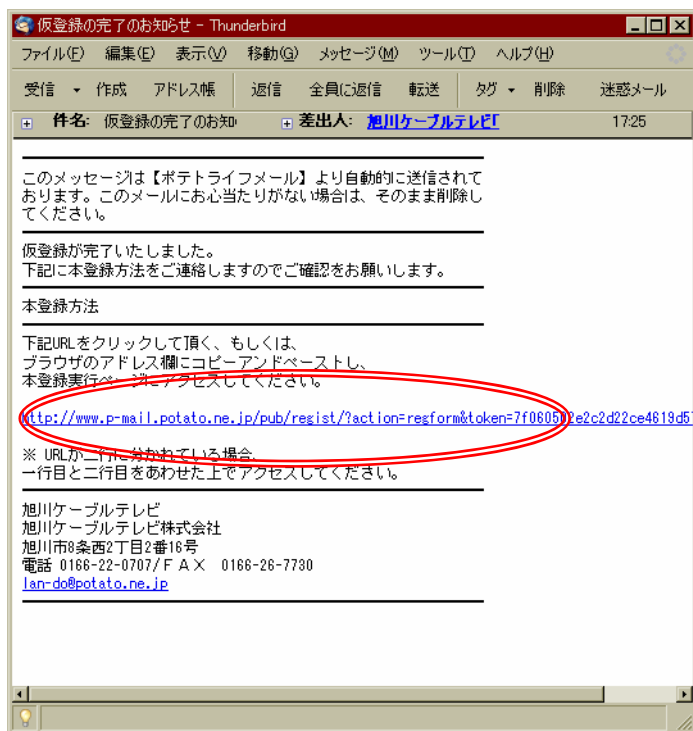 仮登録の完了のお知らせ - Thunderbird
ファイル(F) 編集(E) 表示(V) 移動(G) メッセージ(M) ツール(T) ヘルプ(H)
受信 作成 アドレス帳 返信 全員に返信 転送 タグ 削除 迷惑メール
件名: 仮登録の完了のお知 差出人: 旭川ケーブルテレビ 17:25
このメッセージは【ポテトライフメール】より自動的に送信されて
おります。このメールにお心当たりがない場合は、そのまま削除し
てください。
仮登録が完了いたしました。
下記に本登録方法をご連絡しますのでご確認をお願いします。
本登録方法
下記URLをクリックして頂く、もしくは、
ブラウザのアドレス欄にコピーアンドペーストし、
本登録実行ページにアクセスしてください。
http://www.p-mail.potato.ne.jp/pub/regist/?action=regform&token=
※ URLが二行に分かれている場合、
一行目と二行目をあわせた上でアクセスしてください。
旭川ケーブルテレビ
旭川ケーブルテレビ株式会社
旭川市8条西2丁目2番16号
電話 0166-22-0707/ＦＡＸ 0166-26-7730
lan-do@potato.ne.jp